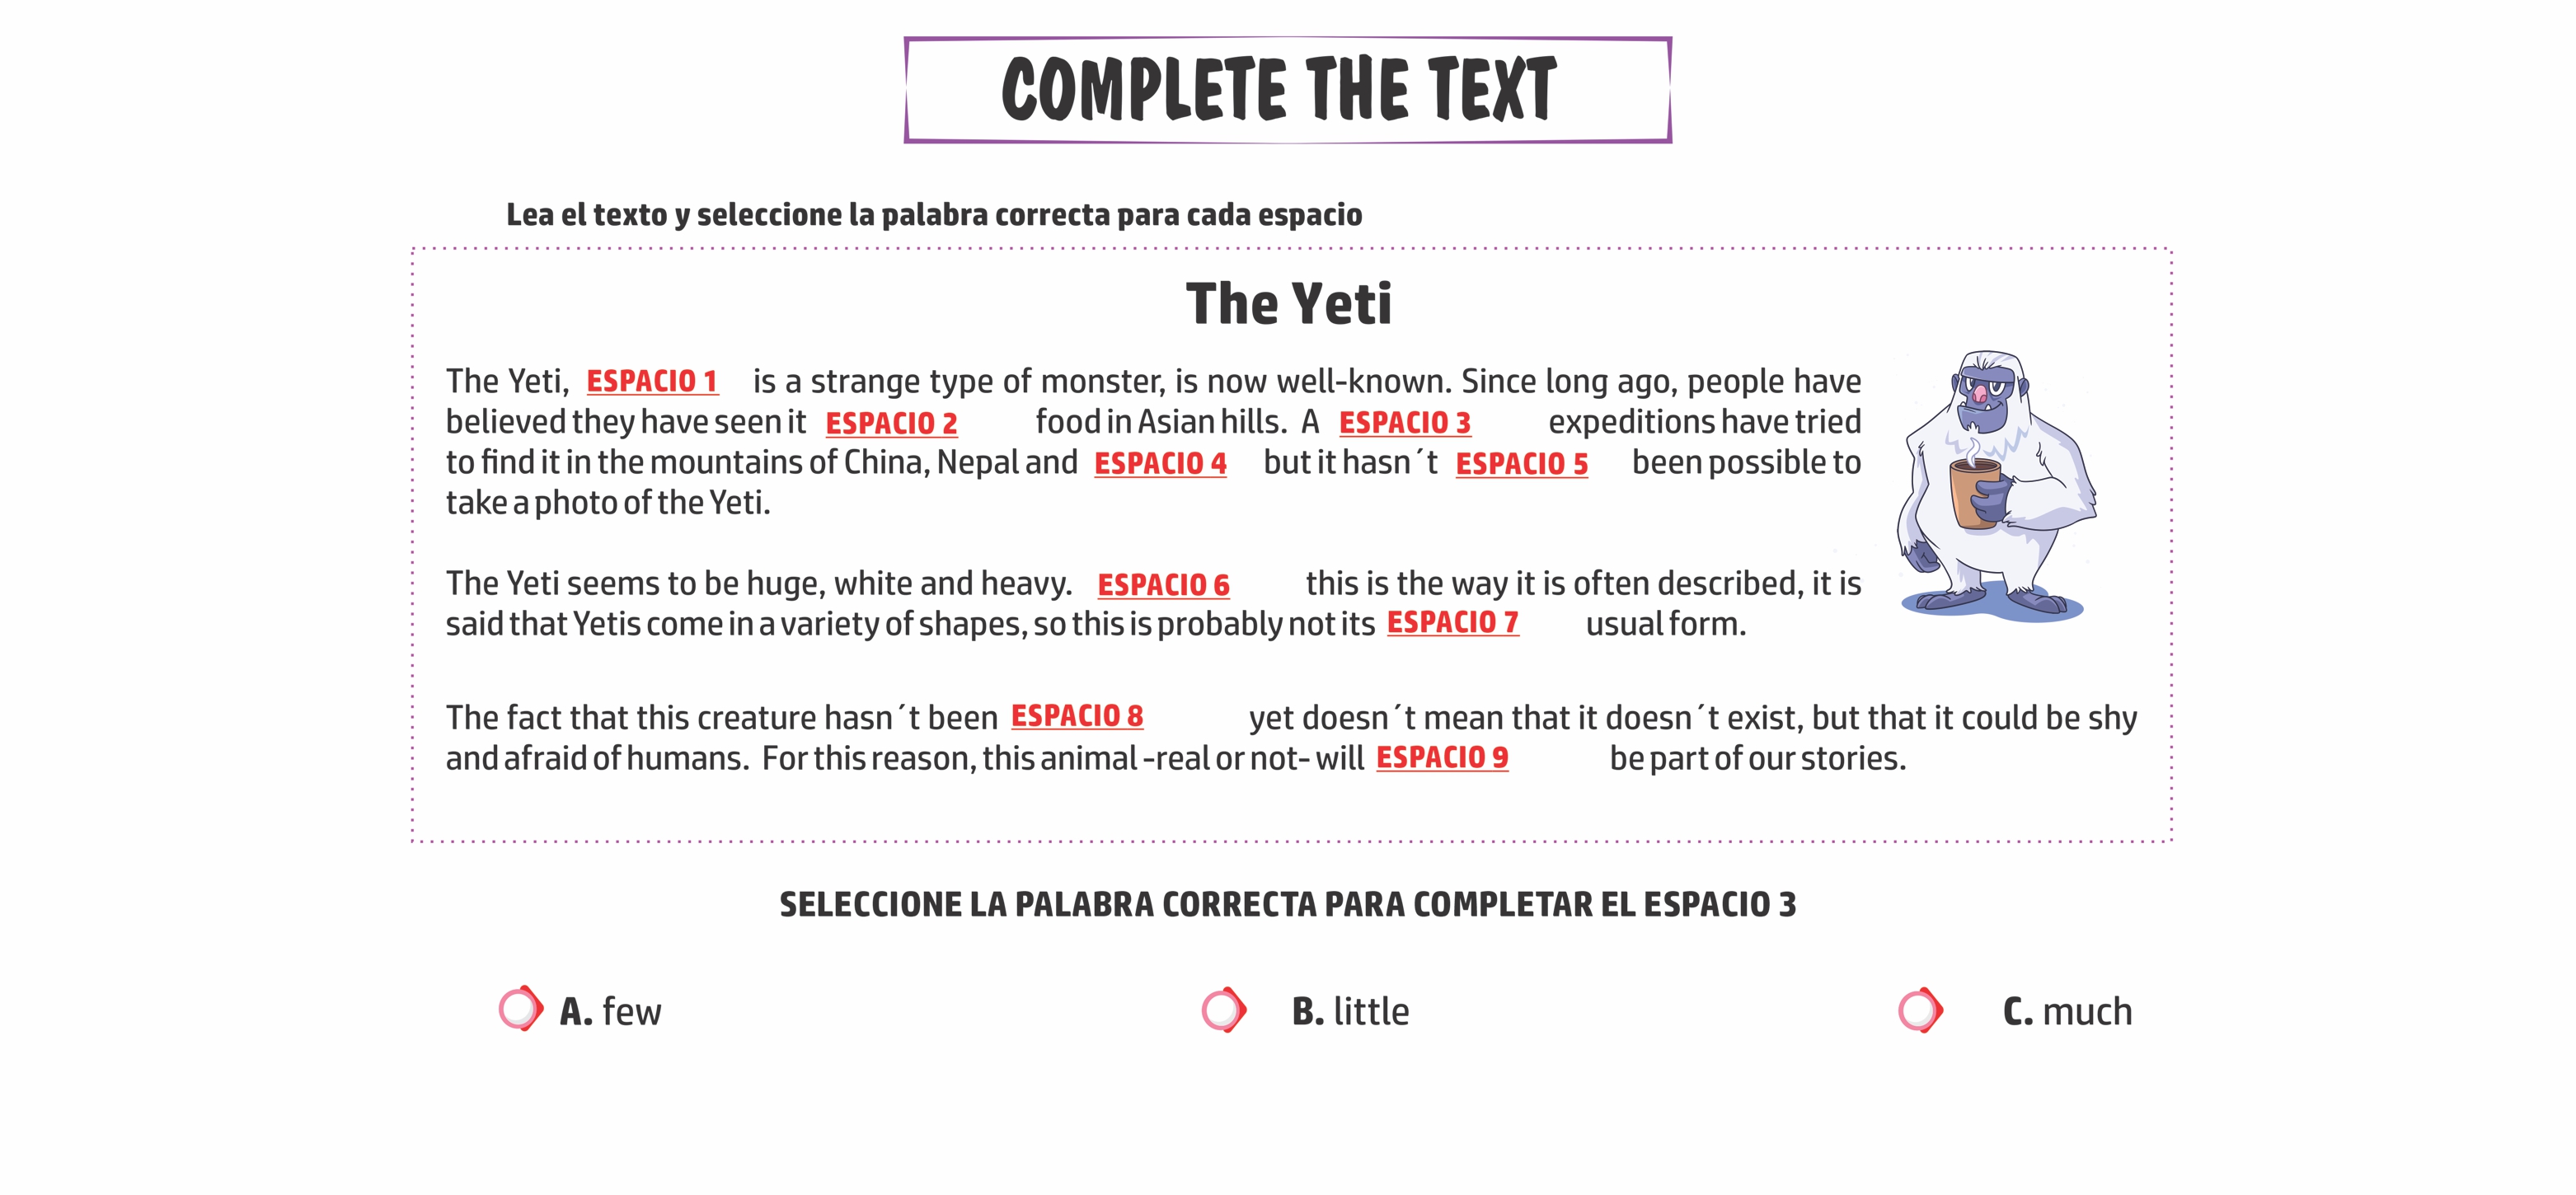 COMPLETE THE TEXT
Lea el texto y seleccione la palabra correcta para cada espacio
The Yeti
The Yeti, ESPACIO 1 is a strange type of monster, is now well-known. Since long ago, people have
believed they have seen it ESPACIO 2 food in Asian hills. A ESPACIO 3 expeditions have tried
to find it in the mountains of China, Nepal and ESPACIO 4 but it hasn´t ESPACIO 5 been possible to
take a photo of the Yeti.
The Yeti seems to be huge, white and heavy. ESPACIO 6 this is the way it is often described, it is
said that Yetis come in a variety of shapes, so this is probably not its ESPACIO 7 usual form.
The fact that this creature hasn´t been ESPACIO 8 yet doesn´t mean that it doesn´t exist, but that it could be shy
and afraid of humans. For this reason, this animal -real or not- will ESPACIO 9 be part of our stories.
SELECCIONE LA PALABRA CORRECTA PARA COMPLETAR EL ESPACIO 3
A. few
B. little
C. much